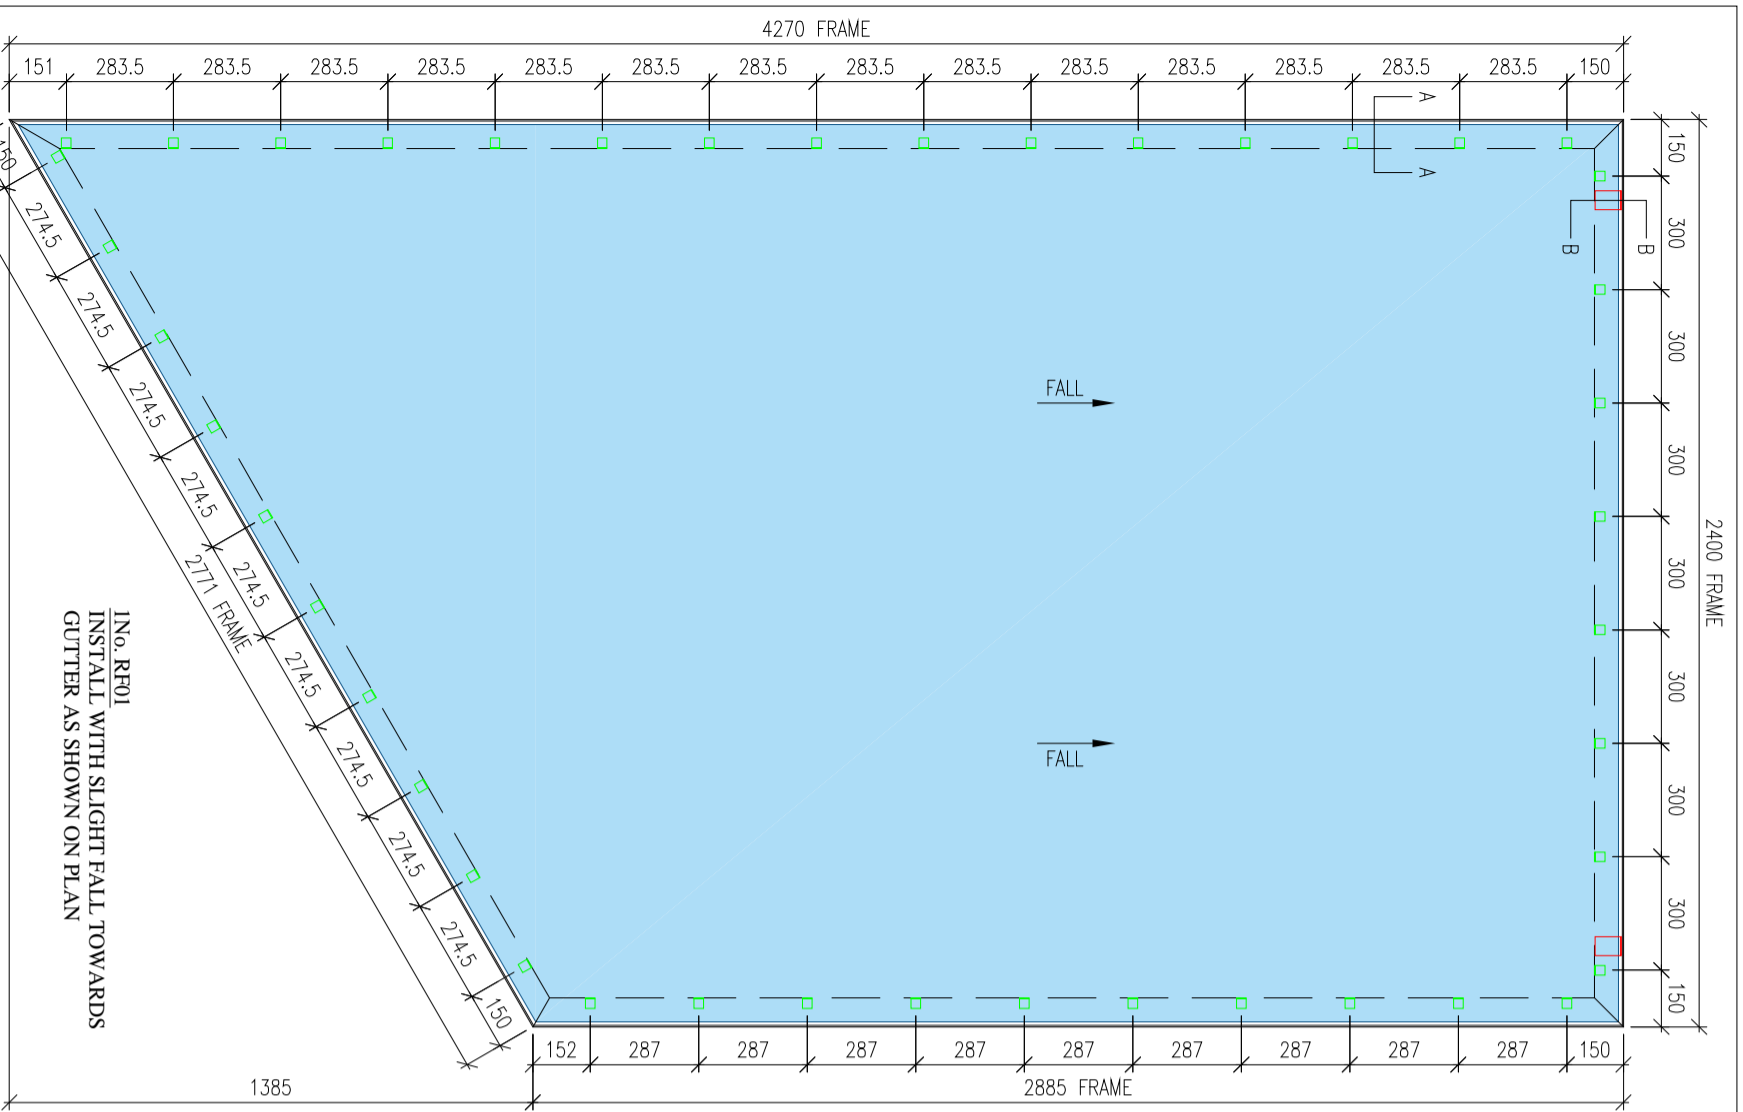 4270 FRAME
151 283.5 283.5 283.5 283.5 283.5 283.5 283.5 283.5 283.5 283.5 283.5 283.5 283.5 283.5 150
A
A
B
B
150
300
300
300
300
300
300
300
150
2400 FRAME
FALL
FALL
150
274.5
274.5
274.5
274.5
274.5
274.5
274.5
274.5
274.5
150
2771 FRAME
1No. RF01
INSTALL WITH SLIGHT FALL TOWARDS
GUTTER AS SHOWN ON PLAN
152 287 287 287 287 287 287 287 287 287 150
1385
2885 FRAME